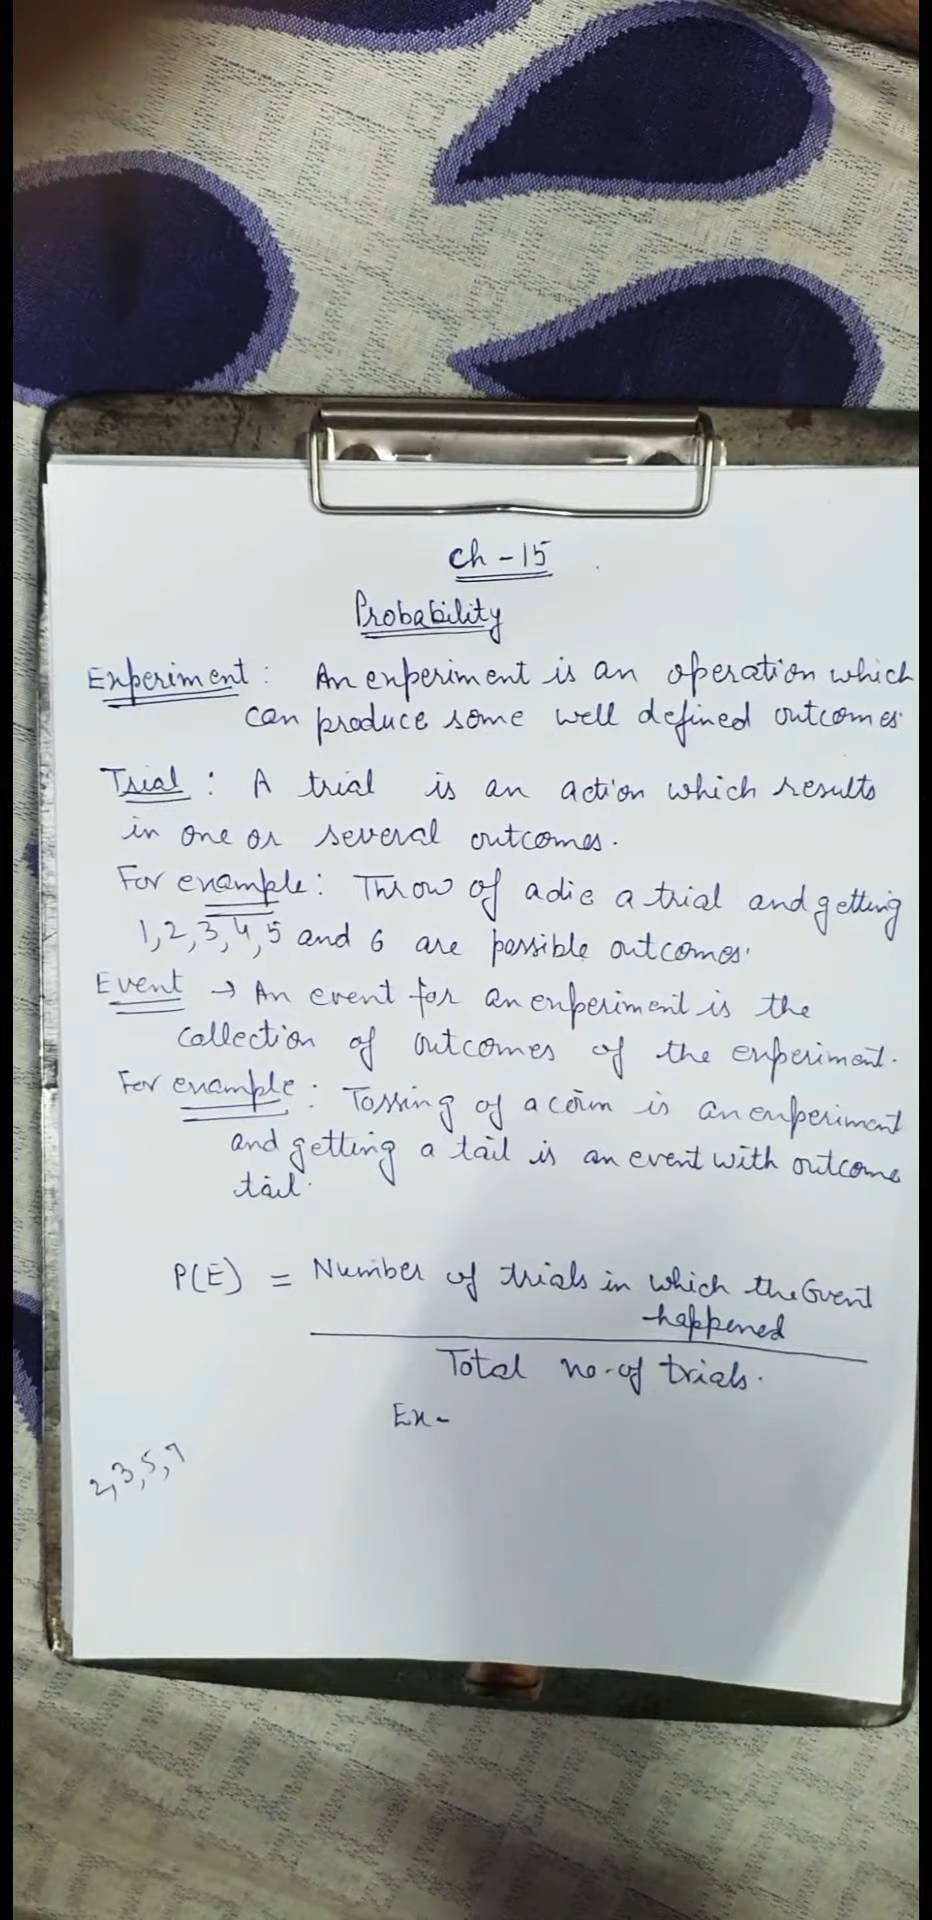 Ch - 15
Probability
Experiment : An experiment is an operation which
can produce some well defined outcomes.
Trial : A trial is an action which results
in one or several outcomes.
For example : Throw of a die a trial and getting
1, 2, 3, 4, 5 and 6 are possible outcomes.
Event → An event for an experiment is the
collection of outcomes of the experiment.
For example : Tossing of a coin is an experiment
and getting a tail is an event with outcome
tail.
P(E) = Number of trials in which the Event
happened
Total no. of trials.
Ex -
2, 3, 5, 7